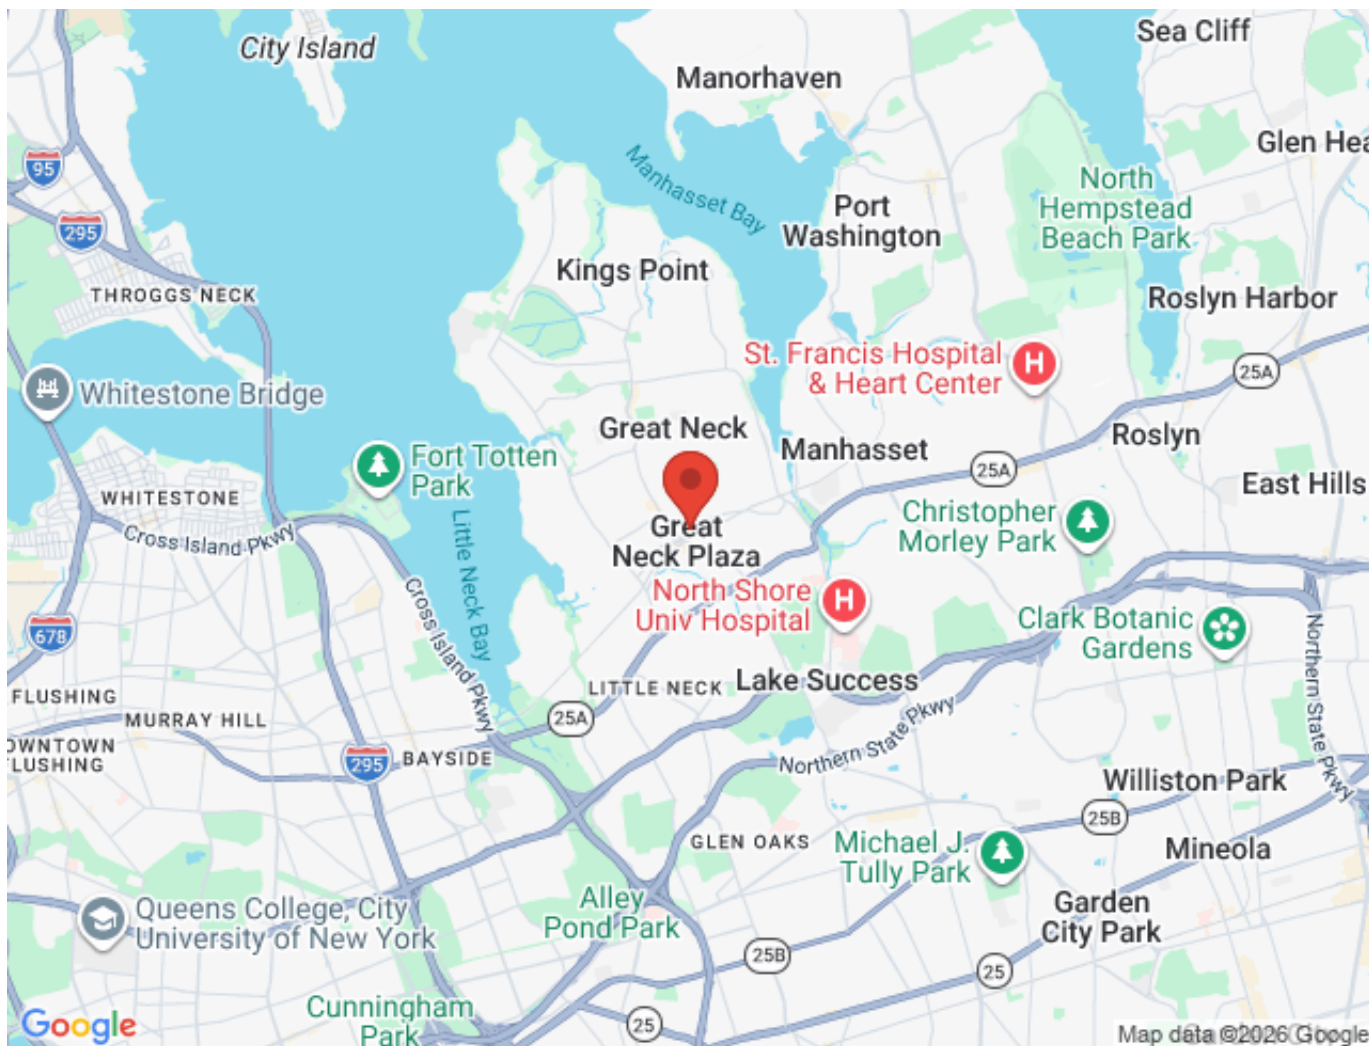 City Island
Sea Cliff
Manorhaven
Glen Hea
95
Manhasset Bay
North
Hempstead
Beach Park
Port
Washington
295
Kings Point
THROGGS NECK
Roslyn Harbor
St. Francis Hospital
& Heart Center
H
25A
Whitestone Bridge
Great Neck
Manhasset
Roslyn
Fort Totten
Park
25A
East Hills
WHITESTONE
Cross Island Pkwy
Little Neck Bay
Great
Neck Plaza
Christopher
Morley Park
North Shore
Univ Hospital
H
Cross Island Pkwy
678
Clark Botanic
Gardens
Northern State Pkwy
FLUSHING
LITTLE NECK
Lake Success
MURRAY HILL
25A
Northern State Pkwy
OWNTOWN
FLUSHING
295
BAYSIDE
Williston Park
25B
GLEN OAKS
Michael J.
Tully Park
Mineola
Queens College, City
University of New York
Alley
Pond Park
Garden
City Park
25B
25
Cunningham
Park
25
Google
Map data ©2026 Google